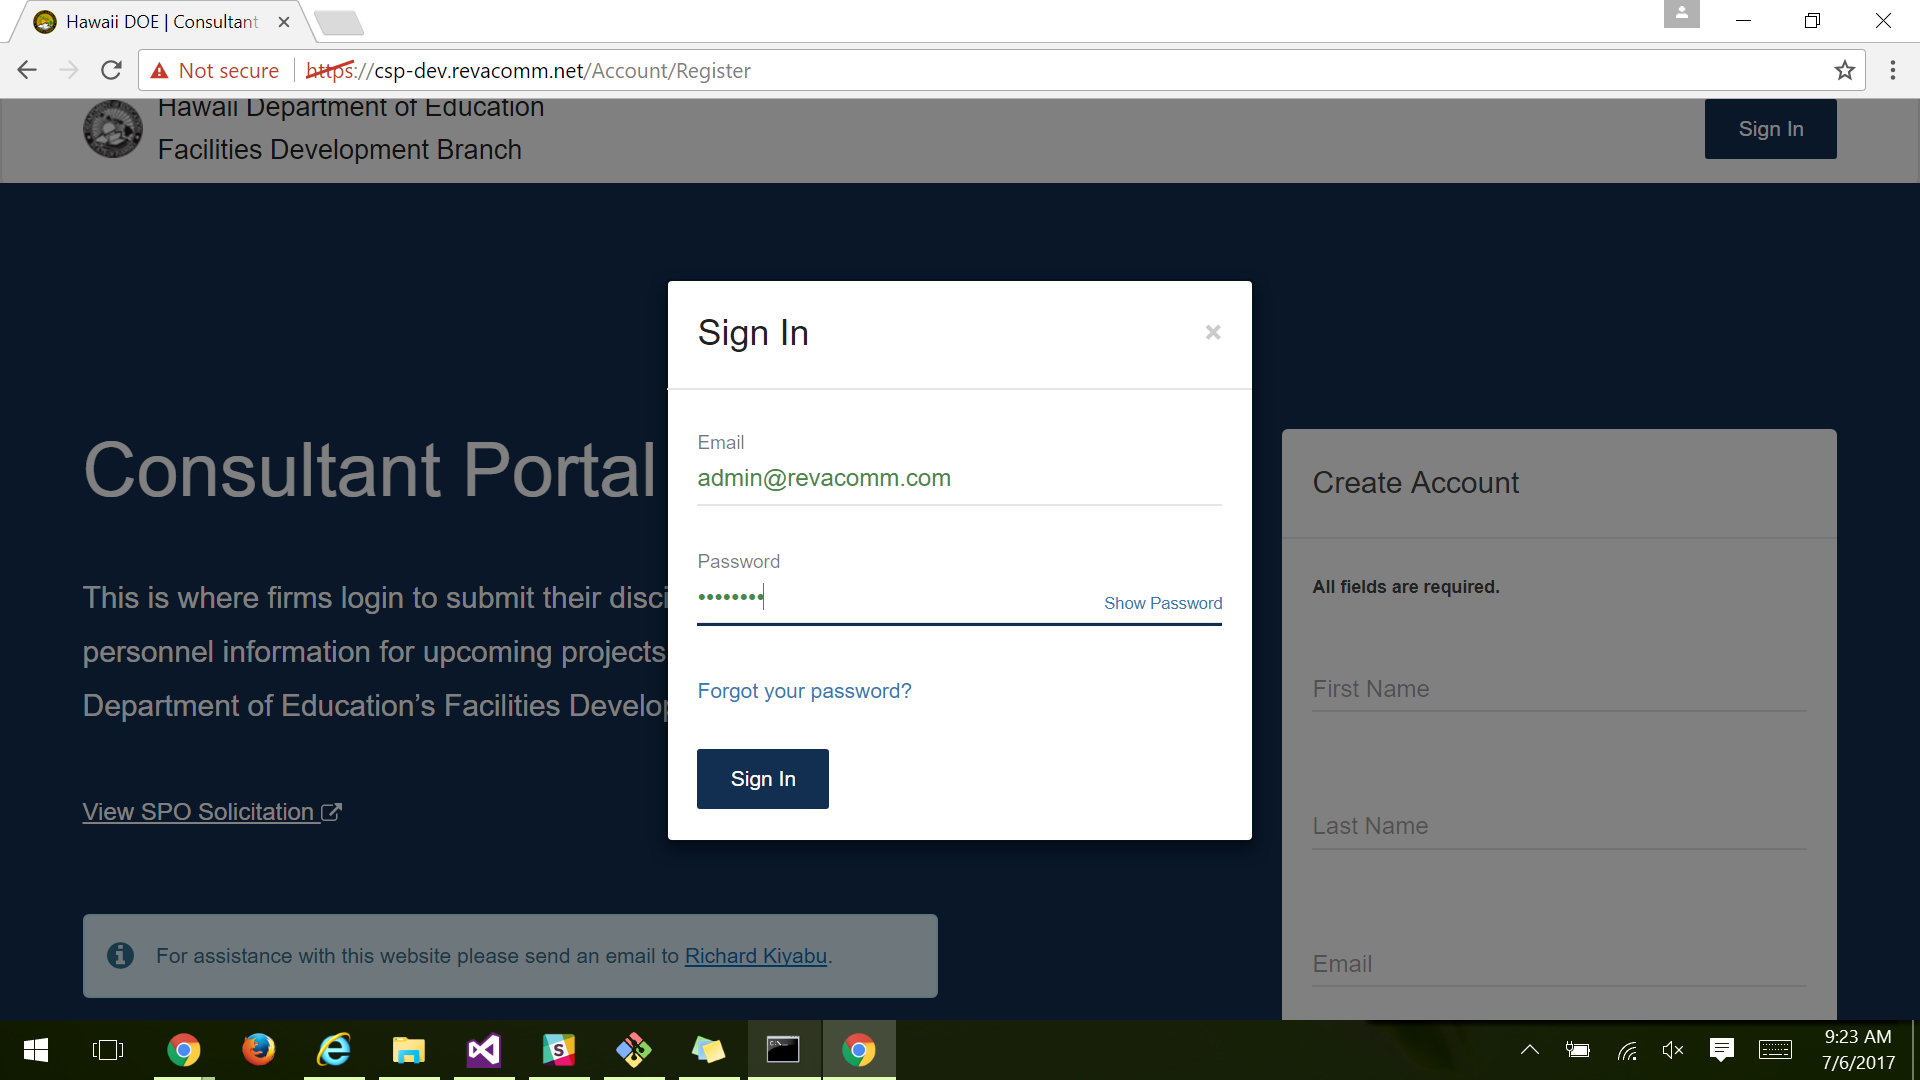 Hawaii DOE | Consultant
Not secure
https://csp-dev.revacomm.net/Account/Register
Hawaii Department of Education
Facilities Development Branch
Sign In
Sign In
×
Email
admin@revacomm.com
Password
••••••••
Show Password
Forgot your password?
Sign In
Consultant Portal
This is where firms login to submit their disci
personnel information for upcoming projects
Department of Education’s Facilities Develop
View SPO Solicitation
For assistance with this website please send an email to Richard Kiyabu.
Create Account
All fields are required.
First Name
Last Name
Email
9:23 AM
7/6/2017